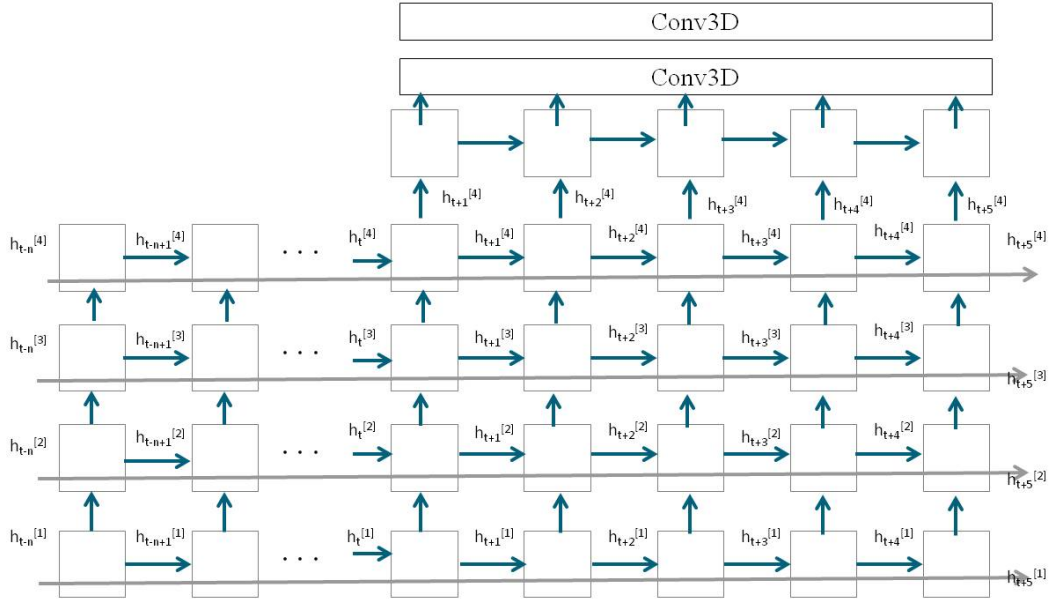 Conv3D
Conv3D
h_{t+1}^{[4]} h_{t+2}^{[4]} h_{t+3}^{[4]} h_{t+4}^{[4]} h_{t+5}^{[4]}
h_{t-n}^{[4]} h_{t-n+1}^{[4]} . . . h_t^{[4]} h_{t+1}^{[4]} h_{t+2}^{[4]} h_{t+3}^{[4]} h_{t+4}^{[4]} h_{t+5}^{[4]}
h_{t-n}^{[3]} h_{t-n+1}^{[3]} . . . h_t^{[3]} h_{t+1}^{[3]} h_{t+2}^{[3]} h_{t+3}^{[3]} h_{t+4}^{[3]} h_{t+5}^{[3]}
h_{t-n}^{[2]} h_{t-n+1}^{[2]} . . . h_t^{[2]} h_{t+1}^{[2]} h_{t+2}^{[2]} h_{t+3}^{[2]} h_{t+4}^{[2]} h_{t+5}^{[2]}
h_{t-n}^{[1]} h_{t-n+1}^{[1]} . . . h_t^{[1]} h_{t+1}^{[1]} h_{t+2}^{[1]} h_{t+3}^{[1]} h_{t+4}^{[1]} h_{t+5}^{[1]}